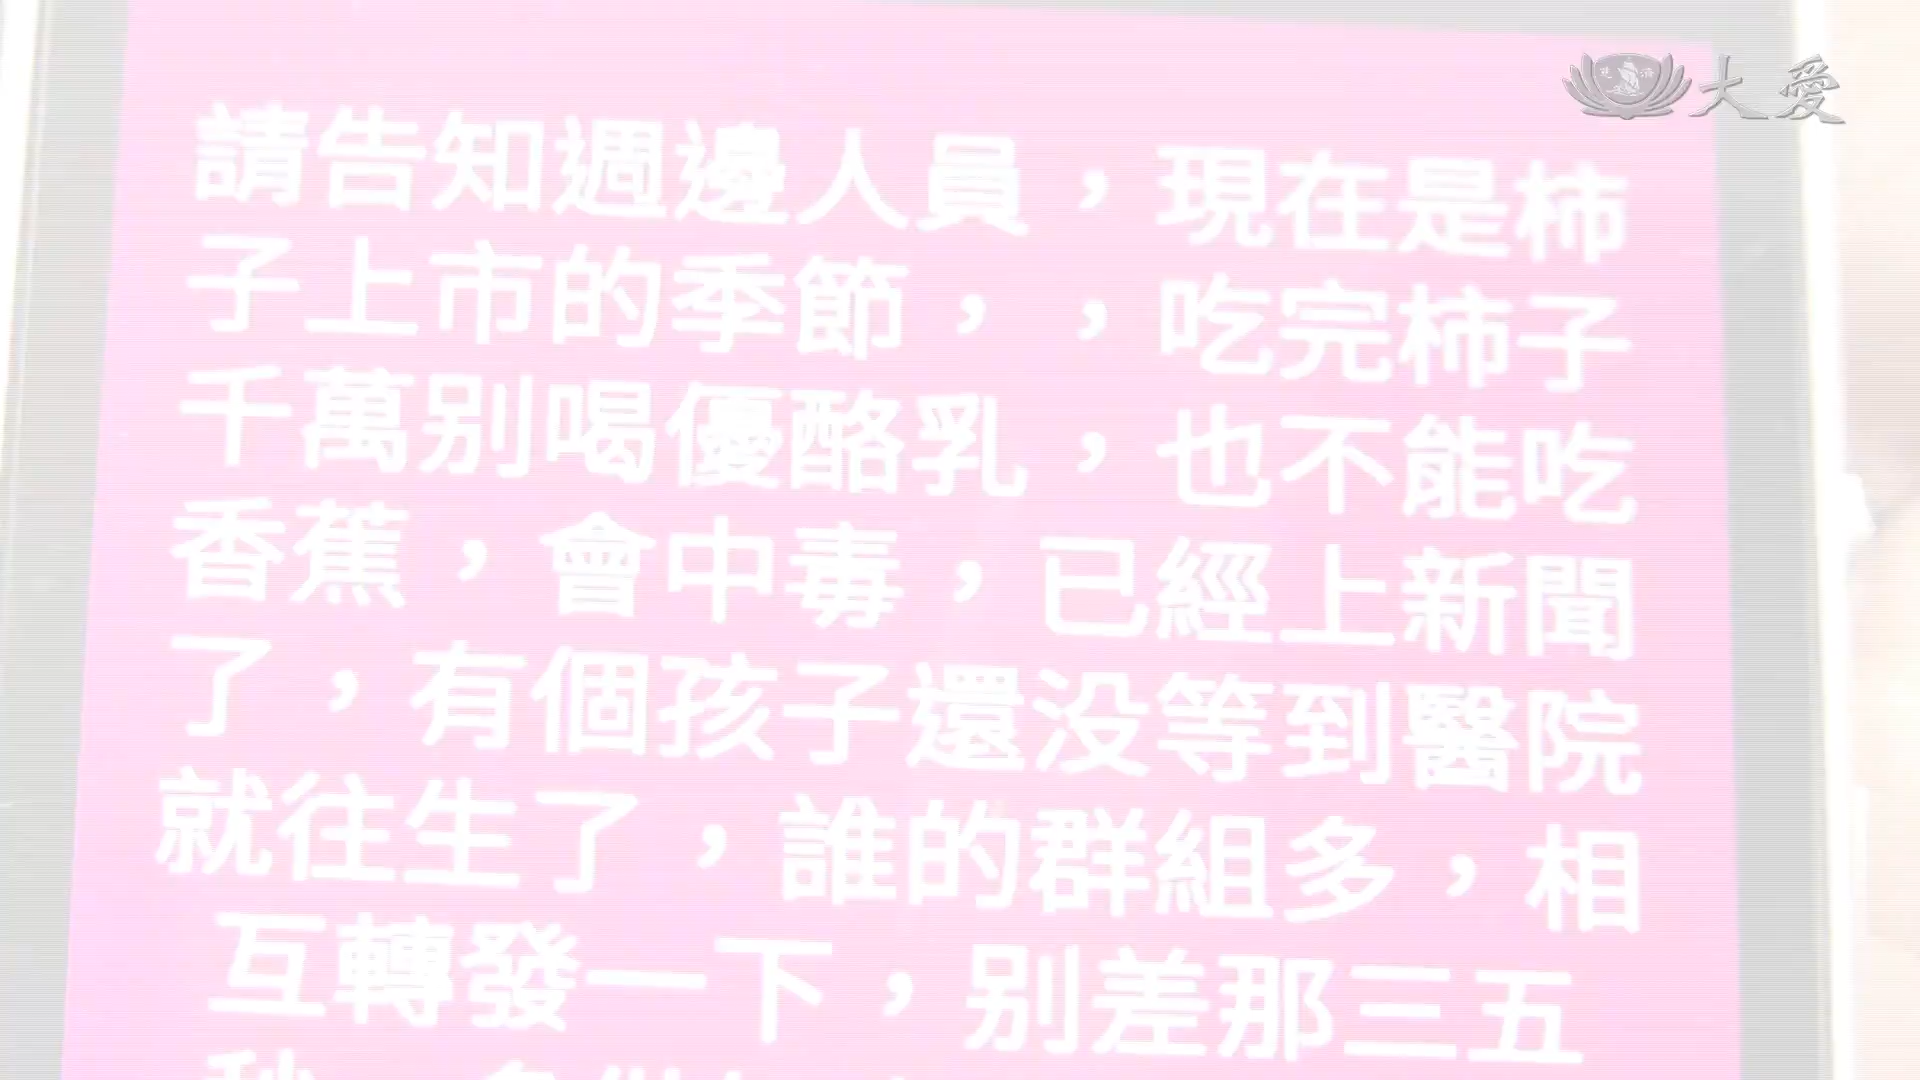 大愛
請告知週邊人員，現在是柿
子上市的季節，，吃完柿子
千萬別喝優酪乳，也不能吃
香蕉，會中毒，已經上新聞
了，有個孩子還没等到醫院
就往生了，誰的群組多，相
互轉發一下，别差那三五